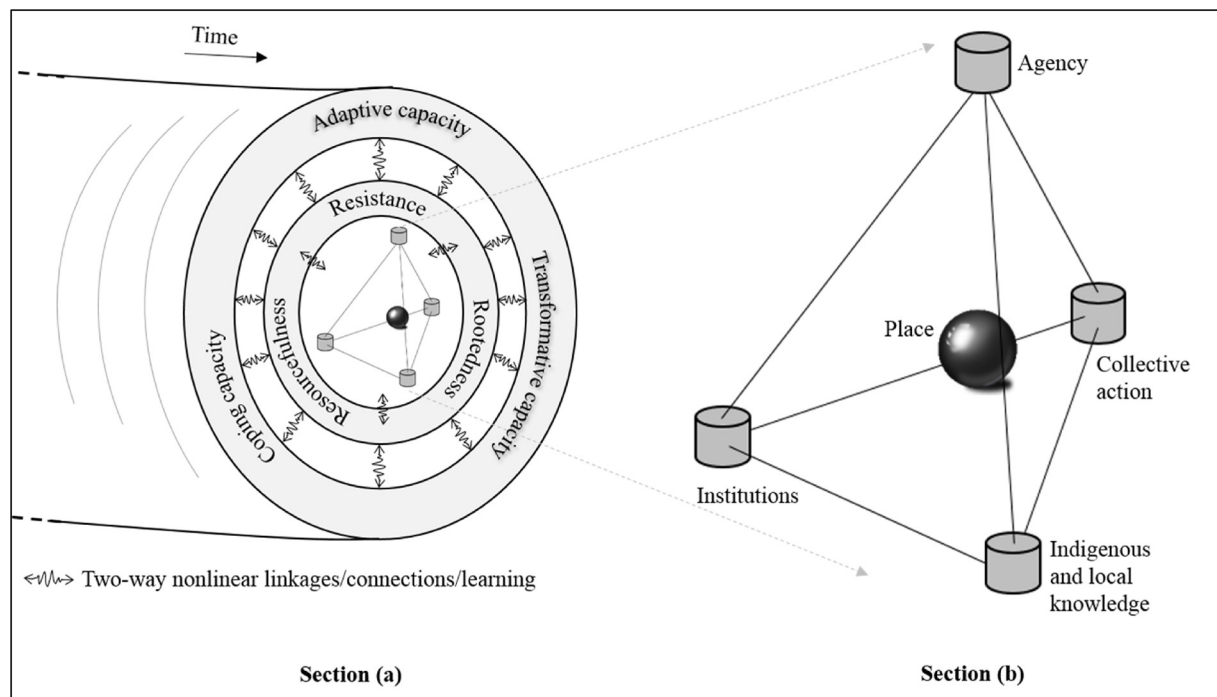 Time
Adaptive capacity
Resistance
Transformative capacity
Rootedness
Resourcefulness
Coping capacity
Two-way nonlinear linkages/connections/learning
Section (a)
Agency
Place
Collective
action
Institutions
Indigenous
and local
knowledge
Section (b)